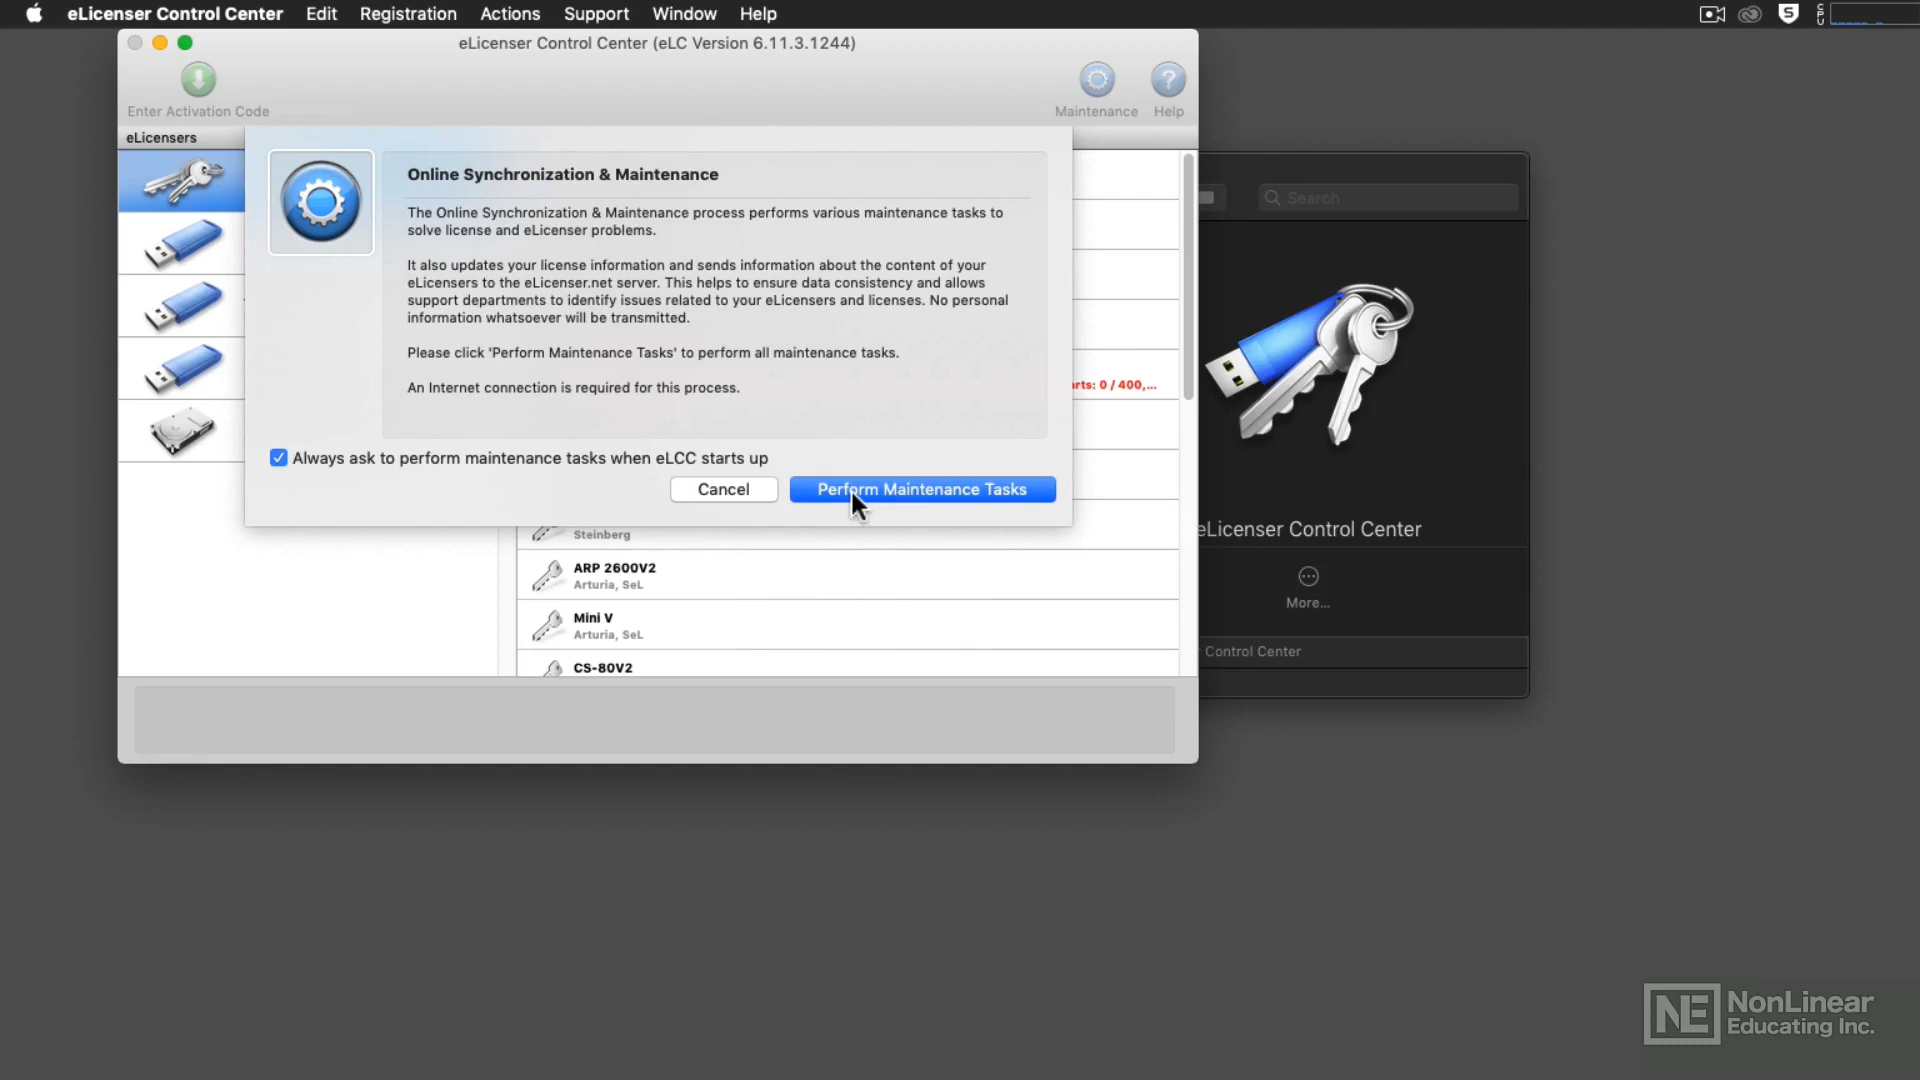 eLicenser Control Center Edit Registration Actions Support Window Help
CPU
eLicenser Control Center (eLC Version 6.11.3.1244)
Enter Activation Code
Maintenance
Help
eLicensers
Online Synchronization & Maintenance
The Online Synchronization & Maintenance process performs various maintenance tasks to
solve license and eLicenser problems.
It also updates your license information and sends information about the content of your
eLicensers to the eLicenser.net server. This helps to ensure data consistency and allows
support departments to identify issues related to your eLicensers and licenses. No personal
information whatsoever will be transmitted.
Please click 'Perform Maintenance Tasks' to perform all maintenance tasks.
An Internet connection is required for this process.
Always ask to perform maintenance tasks when eLCC starts up
Cancel
Perform Maintenance Tasks
arts: 0 / 400,...
Steinberg
ARP 2600V2
Arturia, SeL
Mini V
Arturia, SeL
CS-80V2
Search
eLicenser Control Center
More...
Control Center
NE NonLinear
Educating Inc.